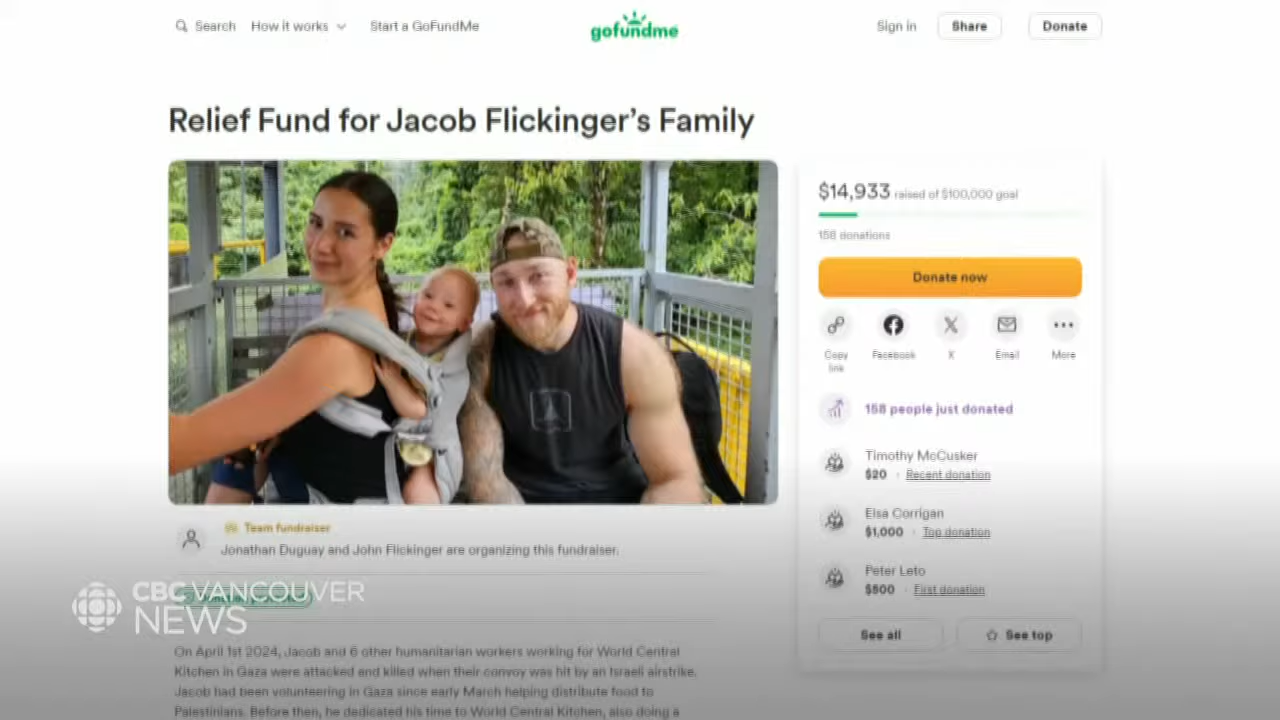 Search
How it works
Start a GoFundMe
gofundme
Sign in
Share
Donate
Relief Fund for Jacob Flickinger's Family
$14,933 raised of $100,000 goal
158 donations
Donate now
Copy link
Facebook
X
Email
More
158 people just donated
Timothy McCusker
$20 · Recent donation
Elsa Corrigan
$1,000 · Top donation
Peter Leto
$500 · First donation
See all
See top
Team fundraiser
Jonathan Duguay and John Flickinger are organizing this fundraiser.
CBC VANCOUVER
NEWS
On April 1st 2024, Jacob and 6 other humanitarian workers working for World Central
Kitchen in Gaza were attacked and killed when their convoy was hit by an Israeli airstrike.
Jacob had been volunteering in Gaza since early March helping distribute food to
Palestinians. Before then, he dedicated his time to World Central Kitchen, also doing a